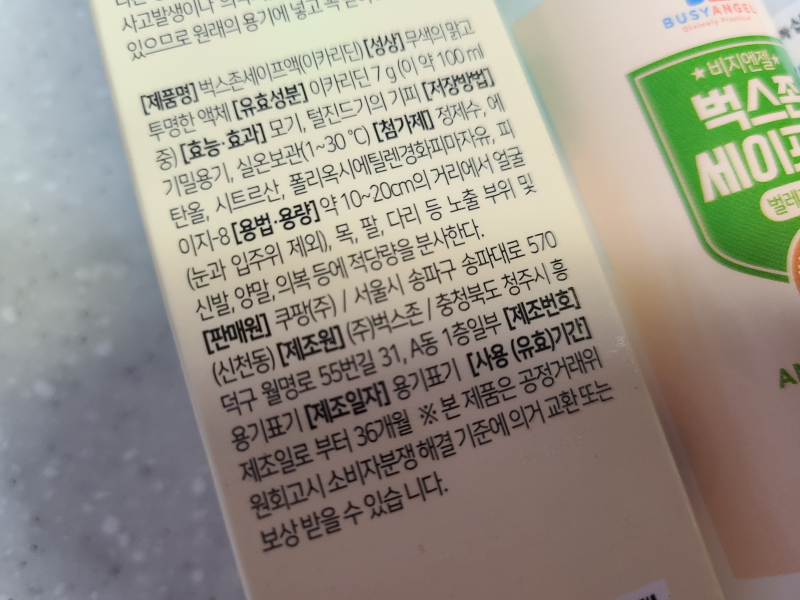 사고발생이나
있으므로 원래의 용기에 넣고 꼭
[제품명] 벅스존세이프액(이카리딘) [성상] 무색의 맑고
투명한 액체 [유효성분] 이카리딘 7 g (이 약 100 ml
중) [효능·효과] 모기, 털진드기의 기피 [저장방법]
기밀용기, 실온보관(1~30 ℃) [첨가제] 정제수, 에
탄올, 시트르산, 폴리옥시에틸렌경화피마자유, 피
이지-8 [용법·용량] 약 10~20cm의 거리에서 얼굴
(눈과 입주위 제외), 목, 팔, 다리 등 노출 부위 및
신발, 양말, 의복 등에 적당량을 분사한다.
[판매원] 쿠팡(주) / 서울시 송파구 송파대로 570
(신천동) [제조원] (주)벅스존 / 충청북도 청주시 흥
덕구 월명로 55번길 31, A동 1층일부 [제조번호]
용기표기 [제조일자] 용기표기 [사용 (유효)기간]
제조일로 부터 36개월 ※ 본 제품은 공정거래위
원회고시 소비자분쟁 해결 기준에 의거 교환 또는
보상 받을 수 있습 니다.
BUSYANGEL
Divinely Practical
비지엔젤
벅스존
세이프